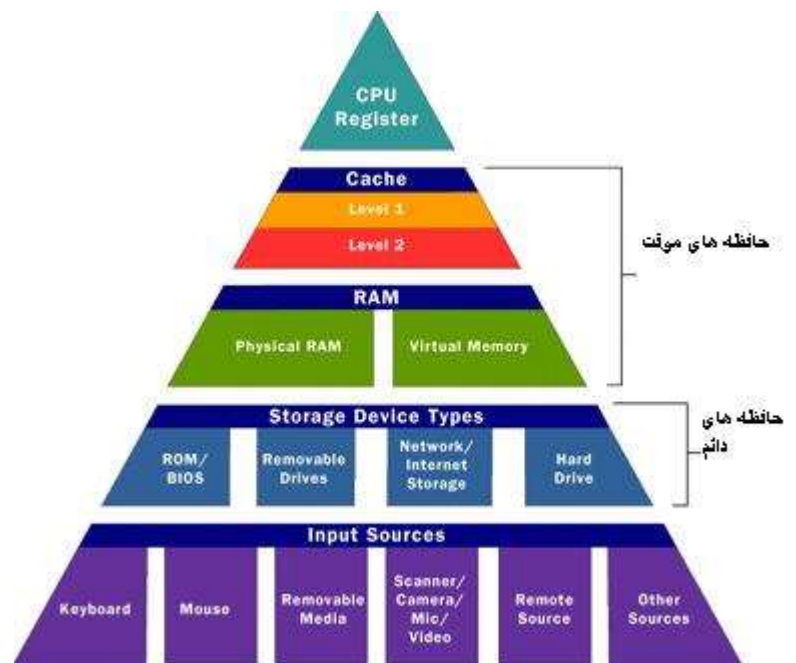 CPU
Register
Cache
Level 1
Level 2
حافظه هاي موقت
RAM
Physical RAM
Virtual Memory
Storage Device Types
حافظه هاي
دائم
ROM/
BIOS
Removable
Drives
Network/
Internet
Storage
Hard
Drive
Input Sources
Keyboard
Mouse
Removable
Media
Scanner/
Camera/
Mic/
Video
Remote
Source
Other
Sources